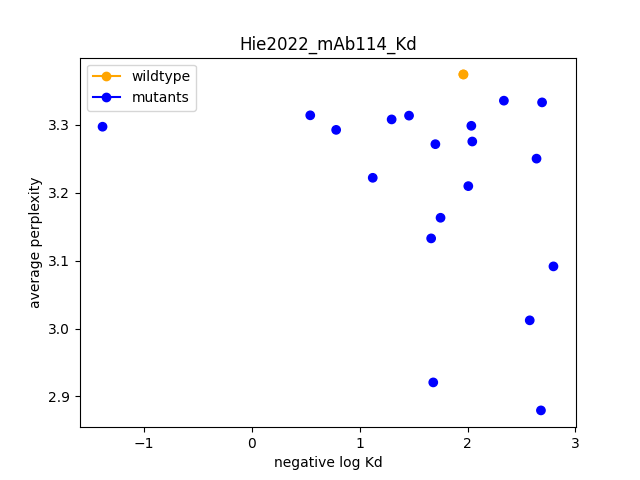 Hie2022_mAb114_Kd
wildtype
mutants
average perplexity
3.3
3.2
3.1
3.0
2.9
−1
0
1
2
3
negative log Kd